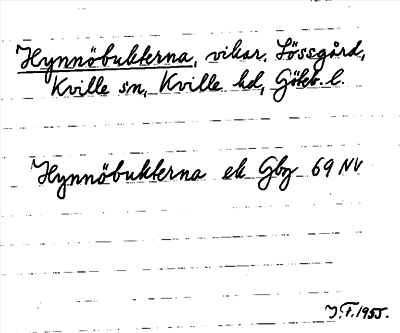 Hynnöbukterna, vikar. Lössgård,
Kville sn, Kville hd, Göteb. l.
Hynnöbukterna ek Gbg 69 NV
J.F. 1955.